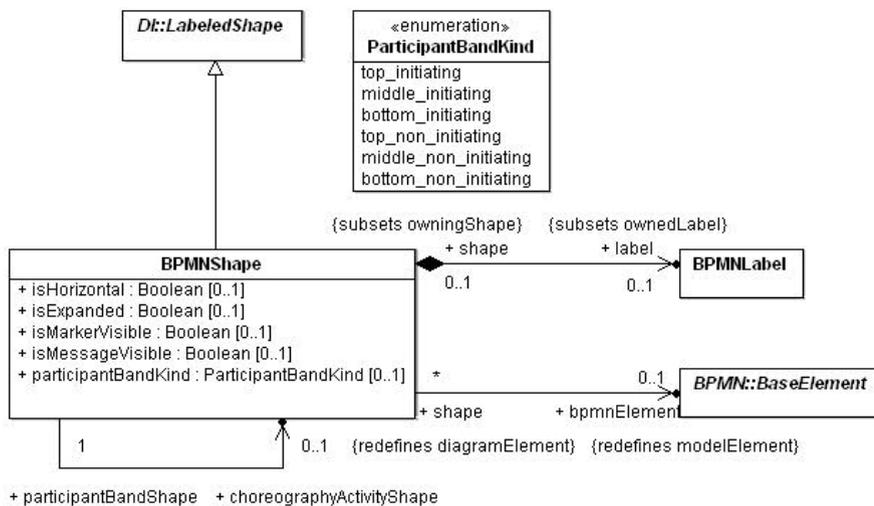 DI::LabeledShape
«enumeration»
ParticipantBandKind
top_initiating
middle_initiating
bottom_initiating
top_non_initiating
middle_non_initiating
bottom_non_initiating
{subsets owningShape} {subsets ownedLabel}
+ shape + label
0..1 0..1
BPMNShape
+ isHorizontal : Boolean [0..1]
+ isExpanded : Boolean [0..1]
+ isMarkerVisible : Boolean [0..1]
+ isMessageVisible : Boolean [0..1]
+ participantBandKind : ParticipantBandKind [0..1]
BPMNLabel
* 0..1
BPMN::BaseElement
+ shape + bpmnElement
1 0..1 {redefines diagramElement} {redefines modelElement}
+ participantBandShape + choreographyActivityShape